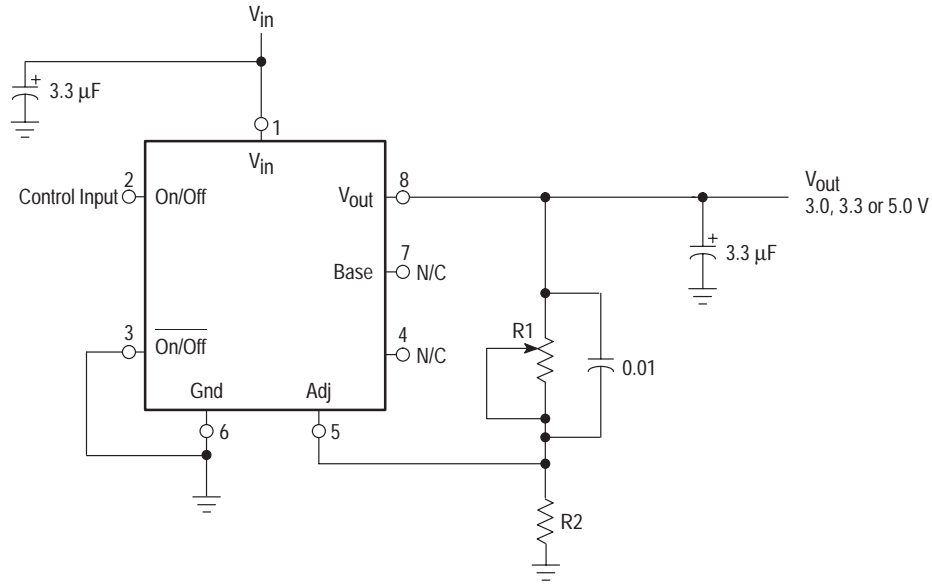 Vin
+
3.3 µF
1
Vin
2
Control Input
On/Off
Vout
8
Vout
3.0, 3.3 or 5.0 V
+
3.3 µF
7
Base
N/C
3
On/Off
4
N/C
R1
0.01
Gnd
Adj
6
5
R2